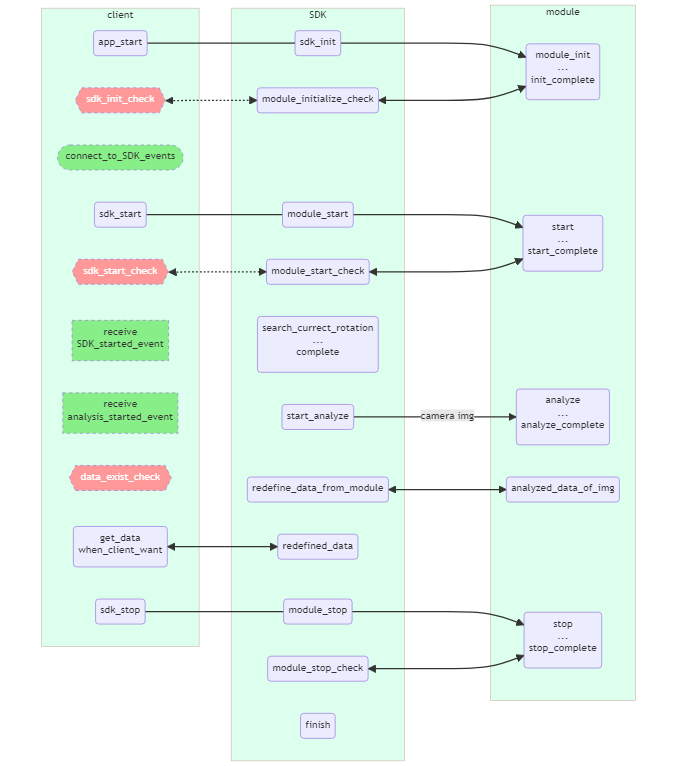 client
SDK
module
app_start
sdk_init
module_init
...
init_complete
sdk_init_check
module_initialize_check
connect_to_SDK_events
sdk_start
module_start
start
...
start_complete
sdk_start_check
module_start_check
receive
SDK_started_event
search_currect_rotation
...
complete
receive
analysis_started_event
start_analyze
camera img
analyze
...
analyze_complete
data_exist_check
redefine_data_from_module
analyzed_data_of_img
get_data
when_client_want
redefined_data
sdk_stop
module_stop
stop
...
stop_complete
module_stop_check
finish